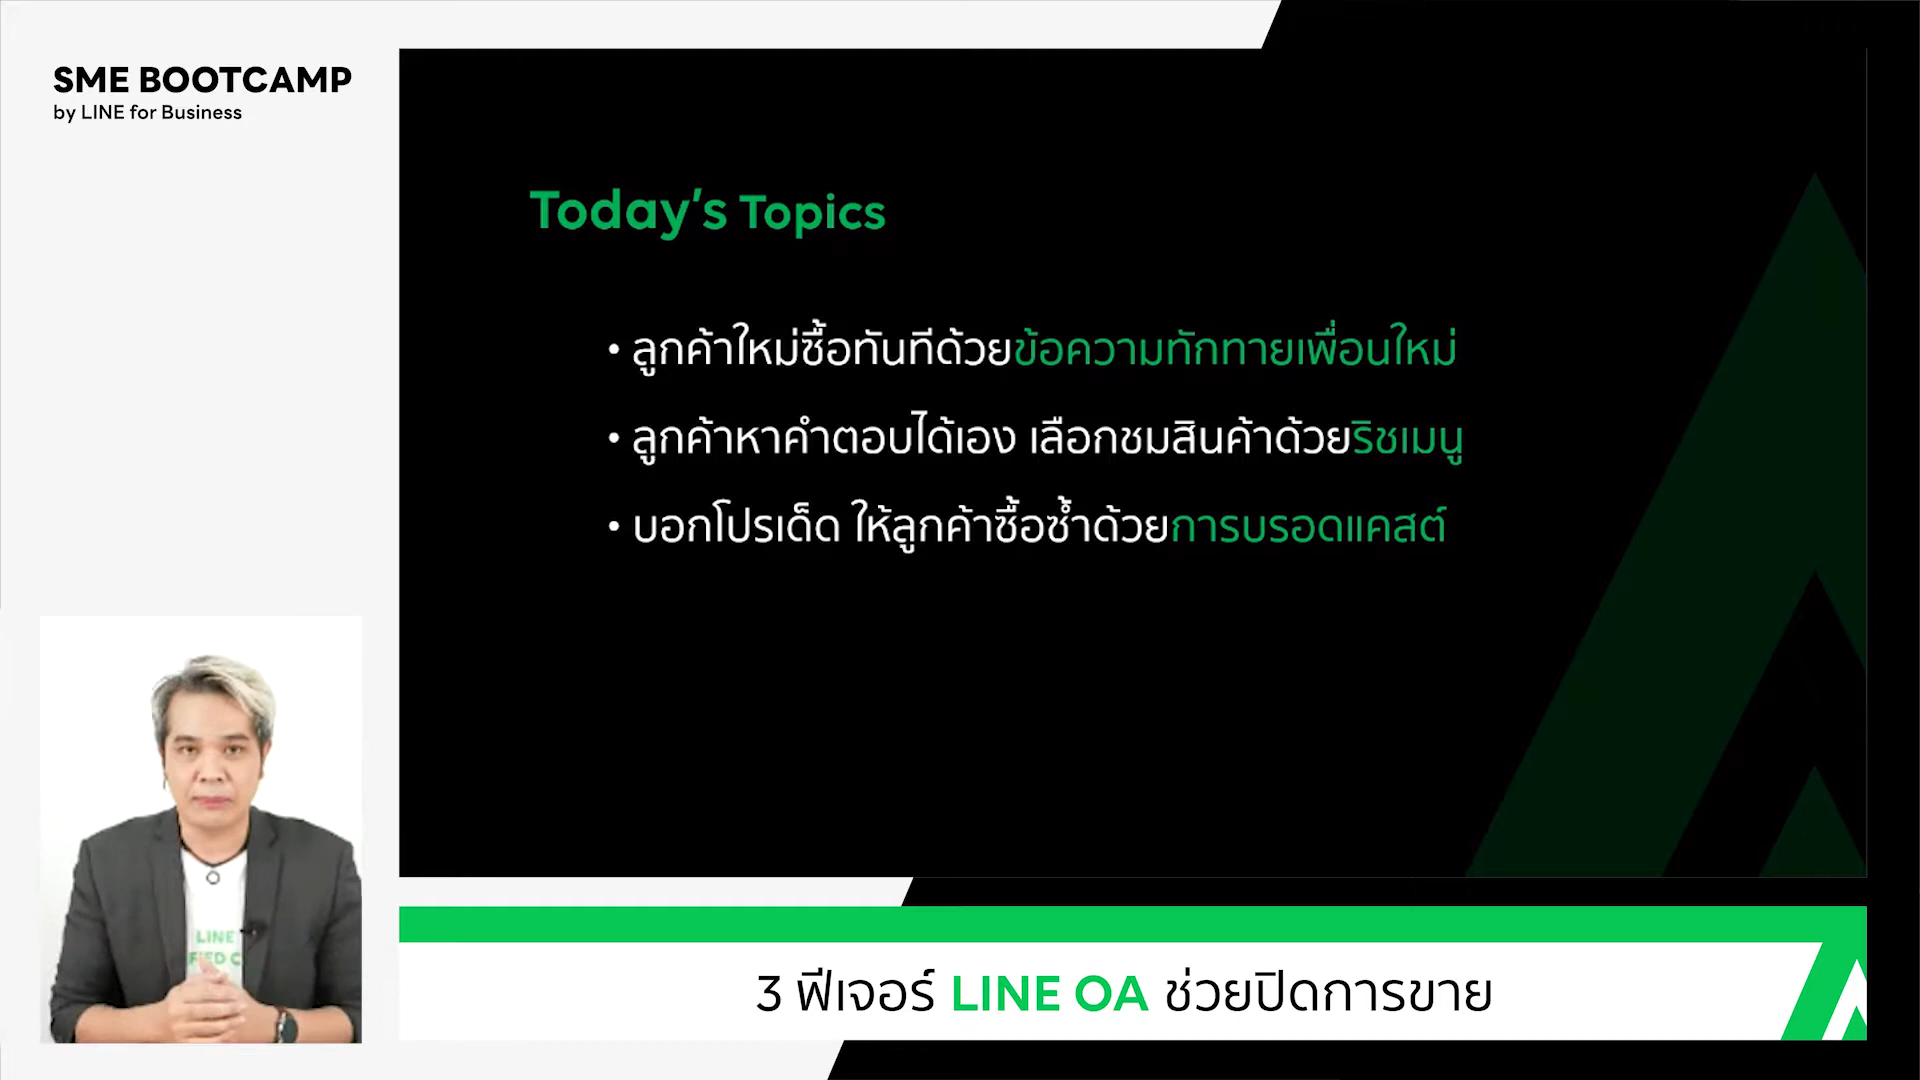 SME BOOTCAMP
by LINE for Business
Today's Topics
• ลูกค้าใหม่ซื้อทันทีด้วยข้อความทักทายเพื่อนใหม่
• ลูกค้าหาคำตอบได้เอง เลือกชมสินค้าด้วยริชเมนู
• บอกโปรเด็ด ให้ลูกค้าซื้อซ้ำด้วยการบรอดแคสต์
LINE
FIED C
3 ฟีเจอร์ LINE OA ช่วยปิดการขาย